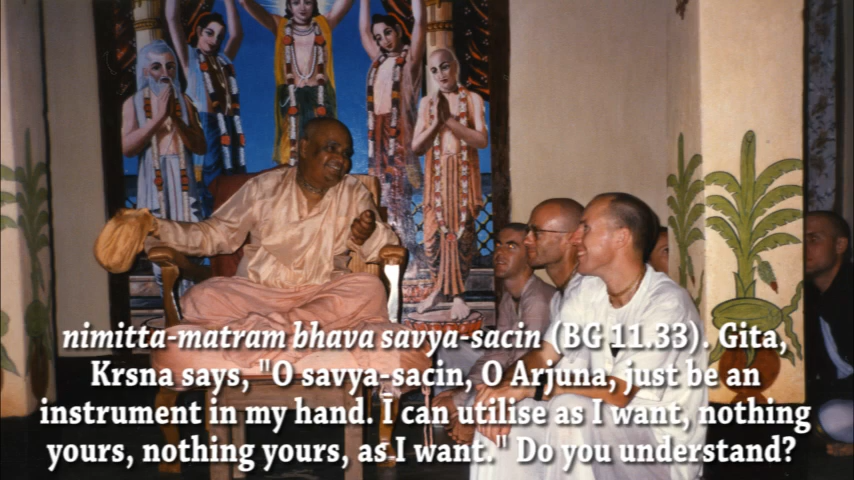 nimitta-matram bhava savya-sacin (BG 11.33). Gita,
Krsna says, "O savya-sacin, O Arjuna, just be an
instrument in my hand. Ī can utilise as I want, nothing
yours, nothing yours, as I want." Do you understand?